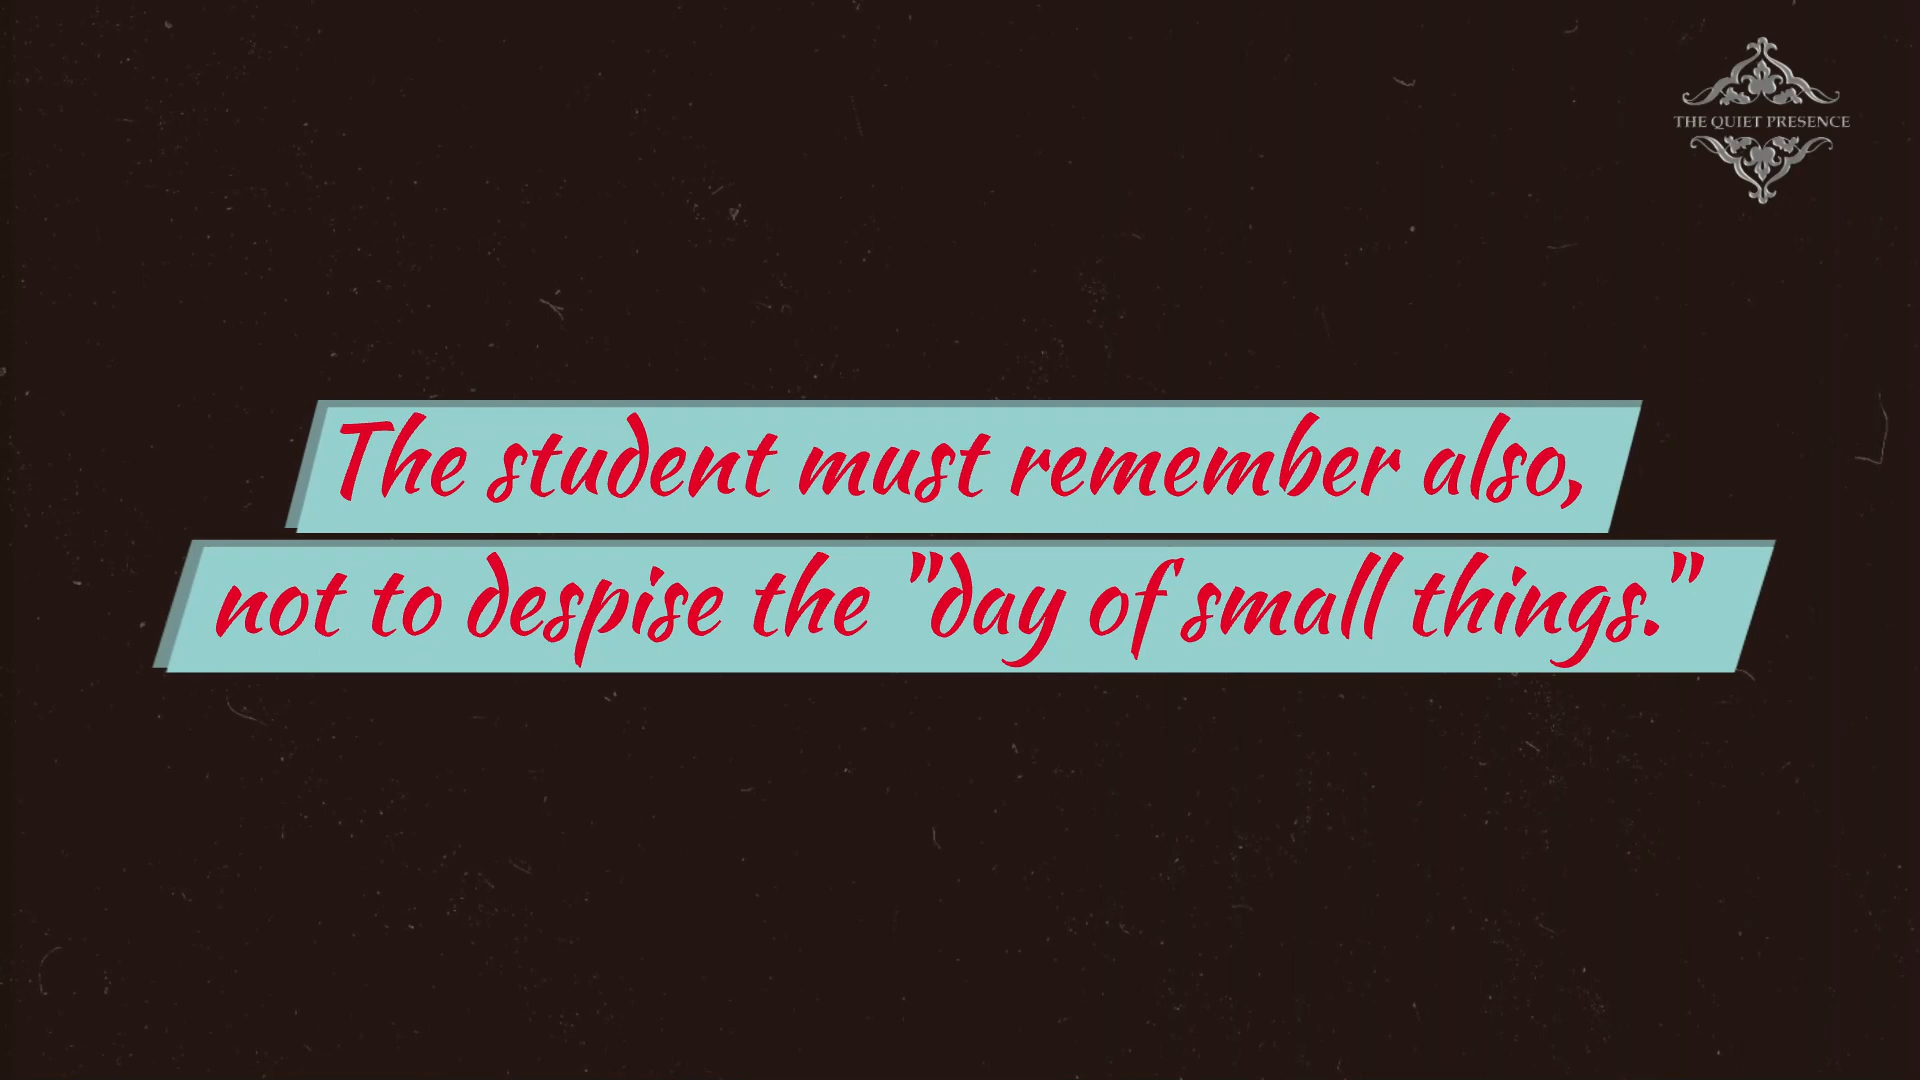 THE QUIET PRESENCE
The student must remember also,
not to despise the "day of small things."